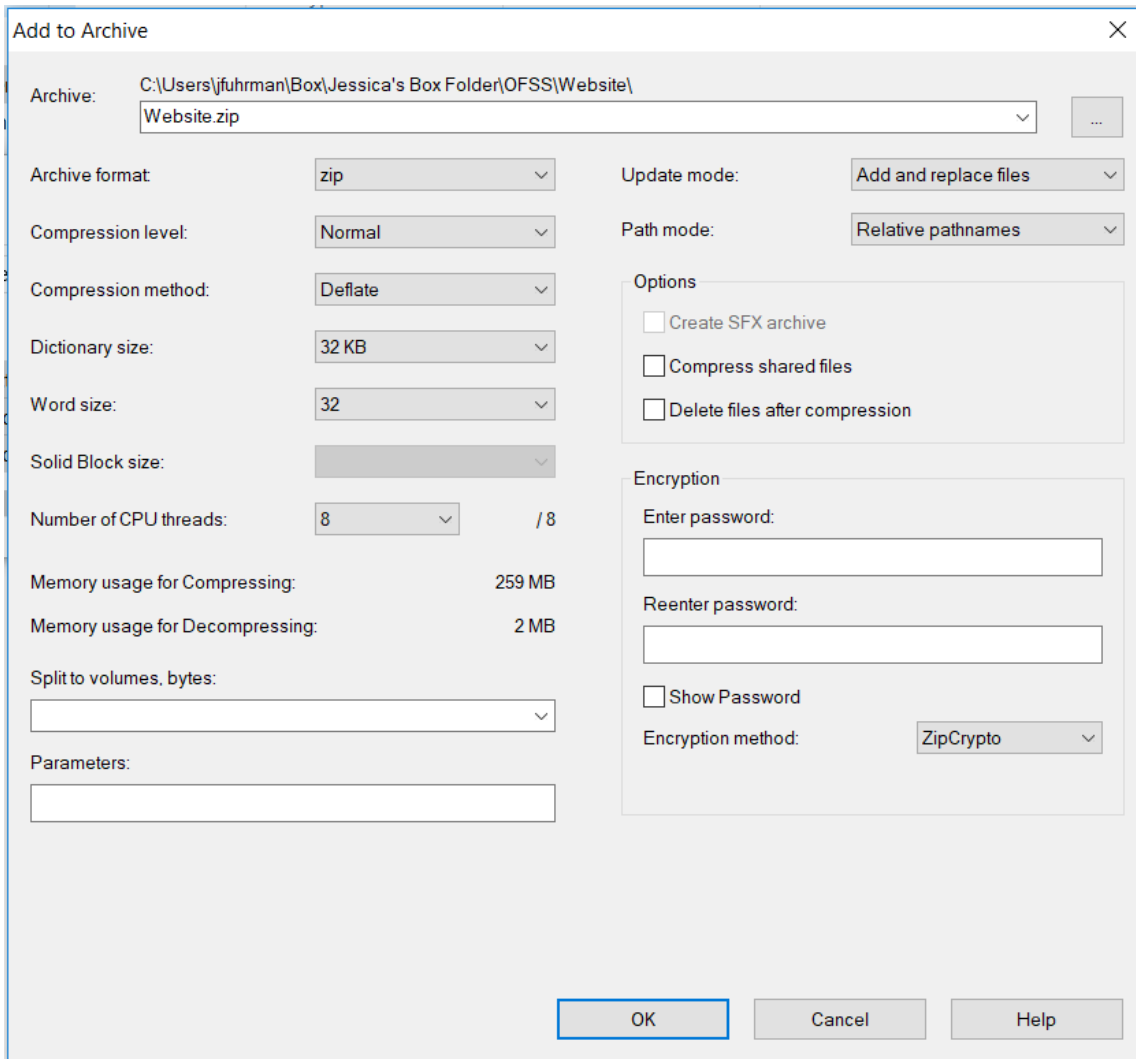 Add to Archive
Archive:
C:\Users\jfuhrman\Box\Jessica's Box Folder\OFSS\Website\
Website.zip
...
Archive format:
zip
Compression level:
Normal
Compression method:
Deflate
Dictionary size:
32 KB
Word size:
32
Solid Block size:
Number of CPU threads:
8
/ 8
Memory usage for Compressing:
259 MB
Memory usage for Decompressing:
2 MB
Split to volumes, bytes:
Parameters:
Update mode:
Add and replace files
Path mode:
Relative pathnames
Options
Create SFX archive
Compress shared files
Delete files after compression
Encryption
Enter password:
Reenter password:
Show Password
Encryption method:
ZipCrypto
OK
Cancel
Help